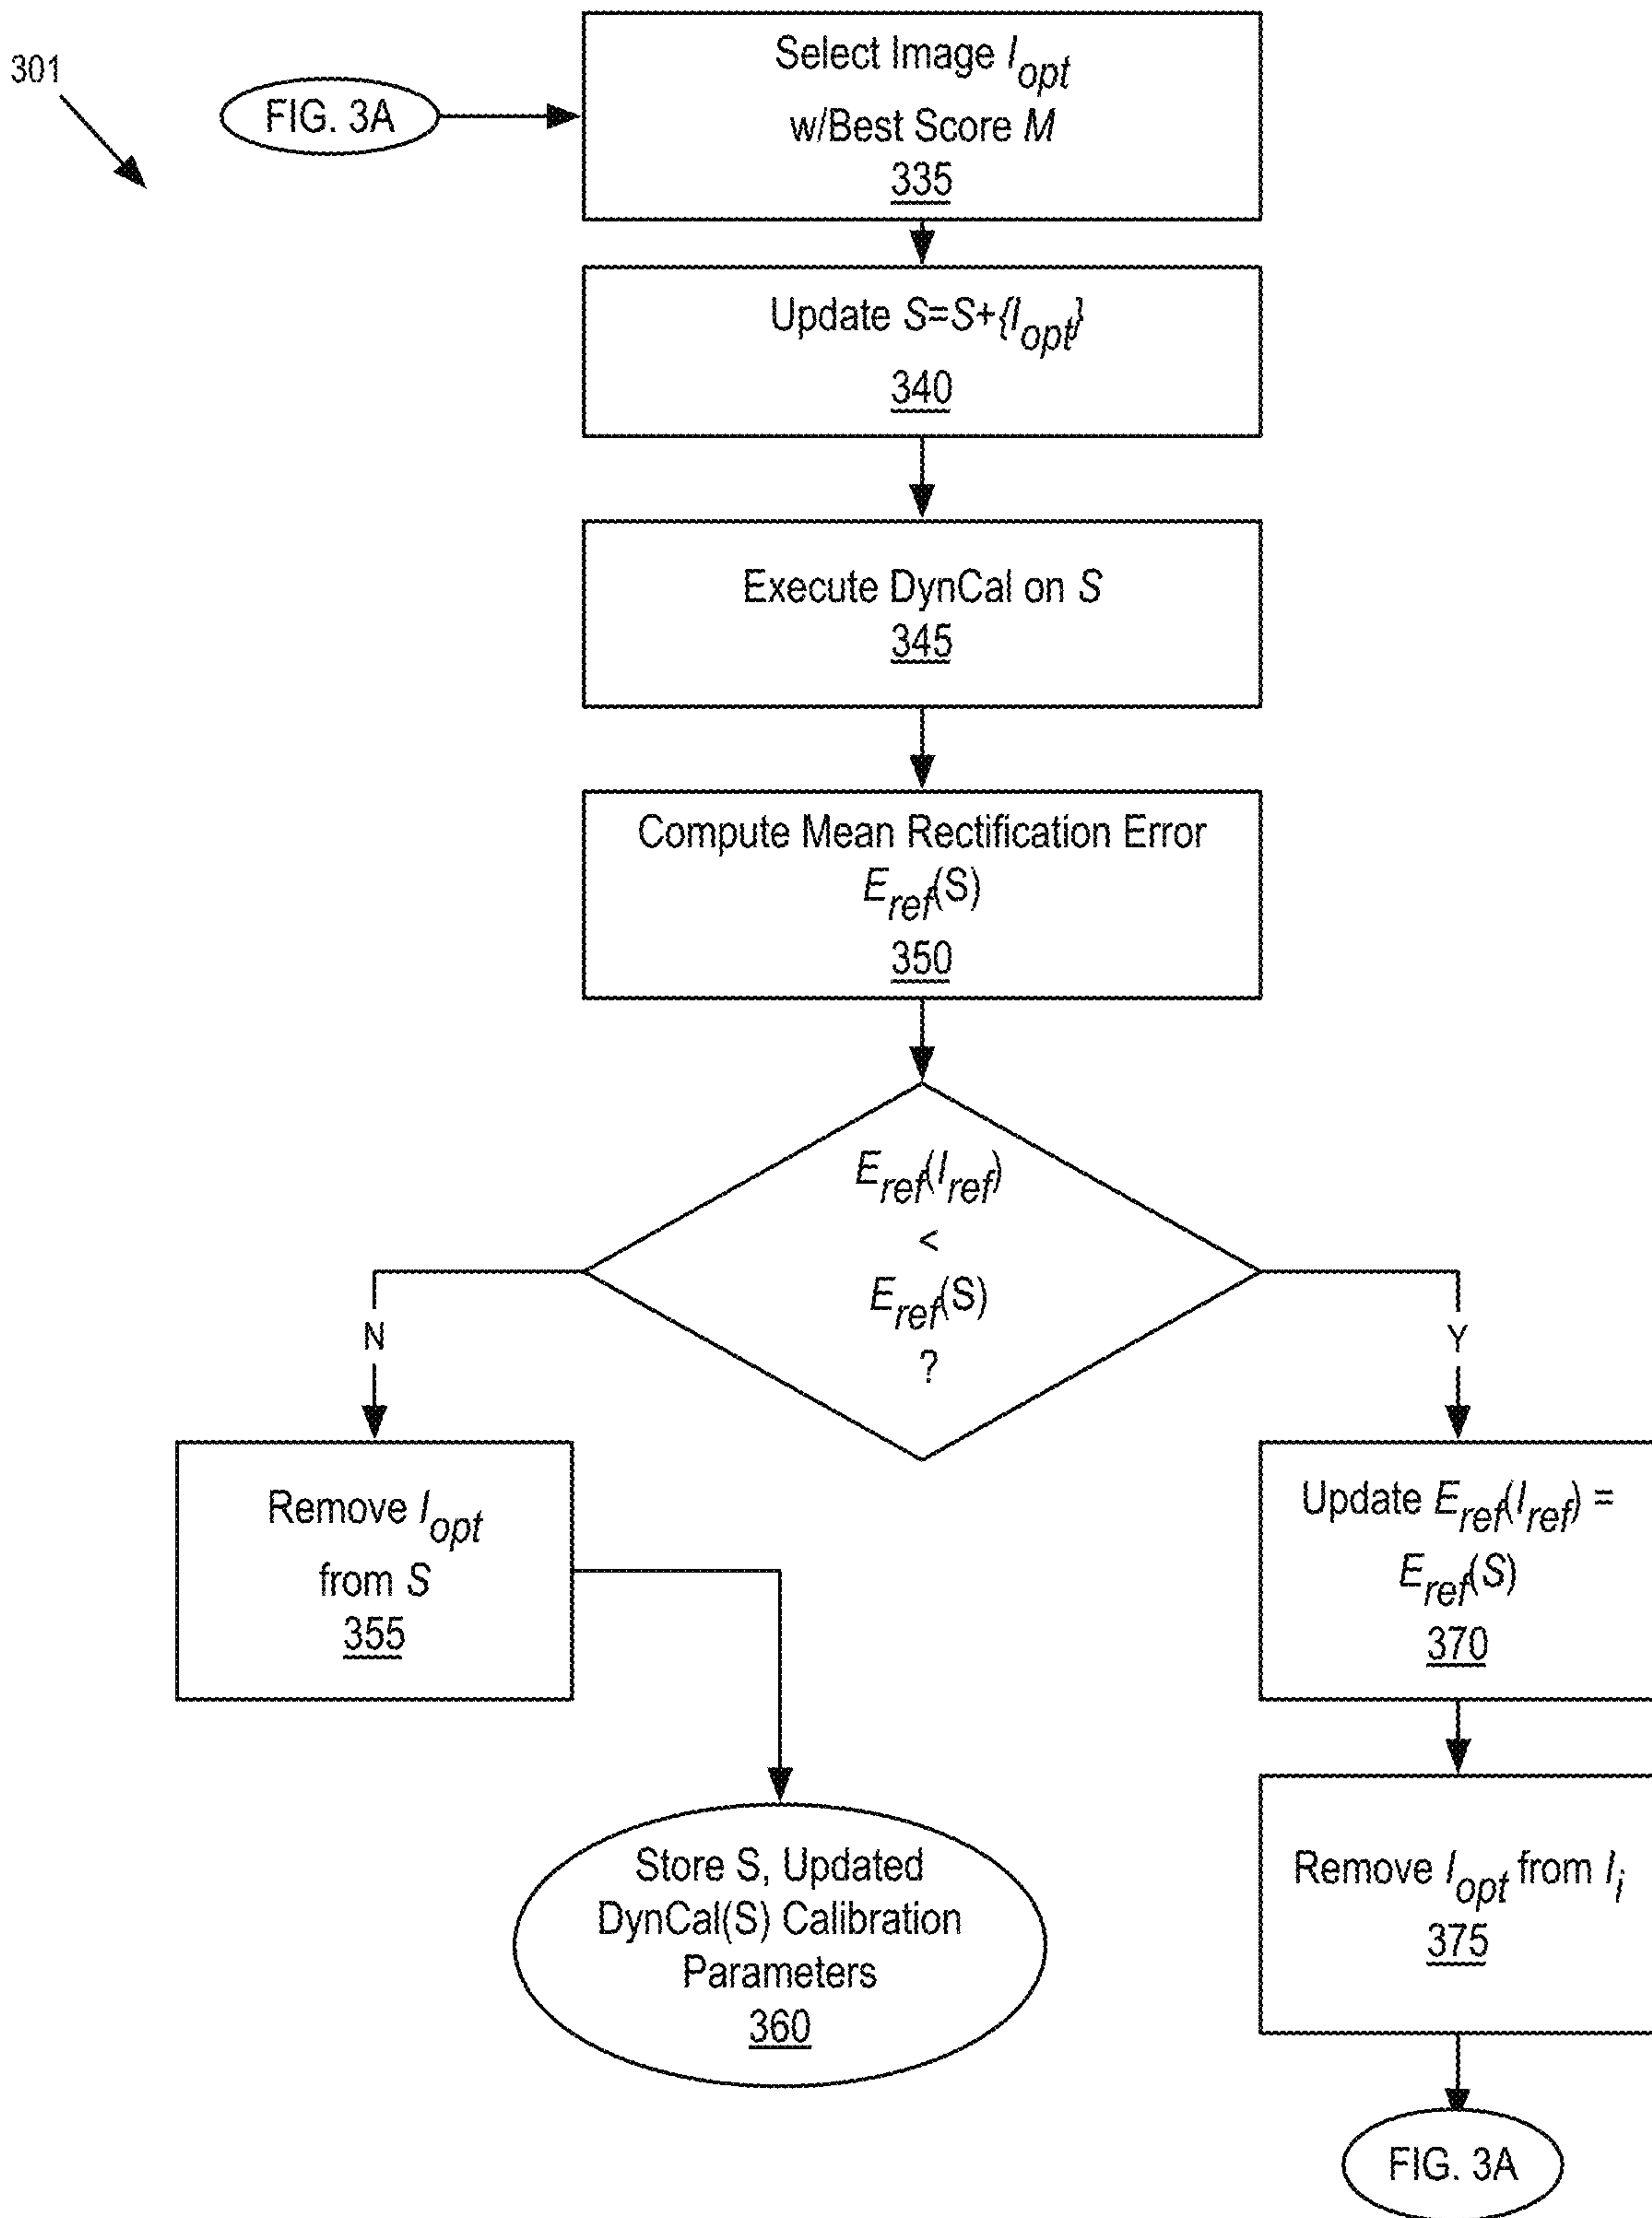 301
FIG. 3A
Select Image I_opt
w/Best Score M
335
Update S=S+{I_opt}
340
Execute DynCal on S
345
Compute Mean Rectification Error
E_ref(S)
350
E_ref(I_ref)
<
E_ref(S)
?
N
Y
Remove I_opt
from S
355
Update E_ref(I_ref) =
E_ref(S)
370
Store S, Updated
DynCal(S) Calibration
Parameters
360
Remove I_opt from I_i
375
FIG. 3A